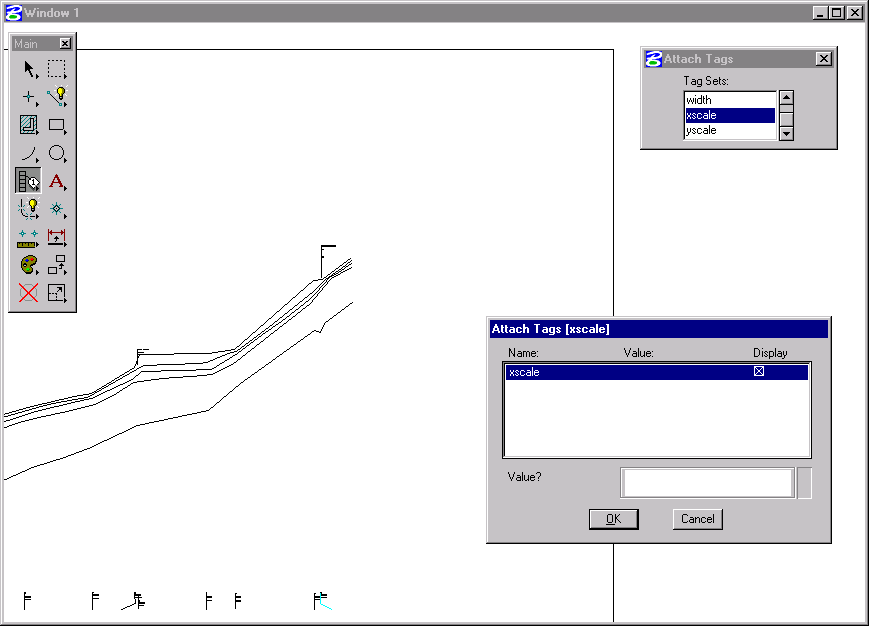 Window 1
Main
A
Attach Tags
Tag Sets:
width
xscale
yscale
Attach Tags [xscale]
Name: Value: Display
xscale
Value?
OK Cancel